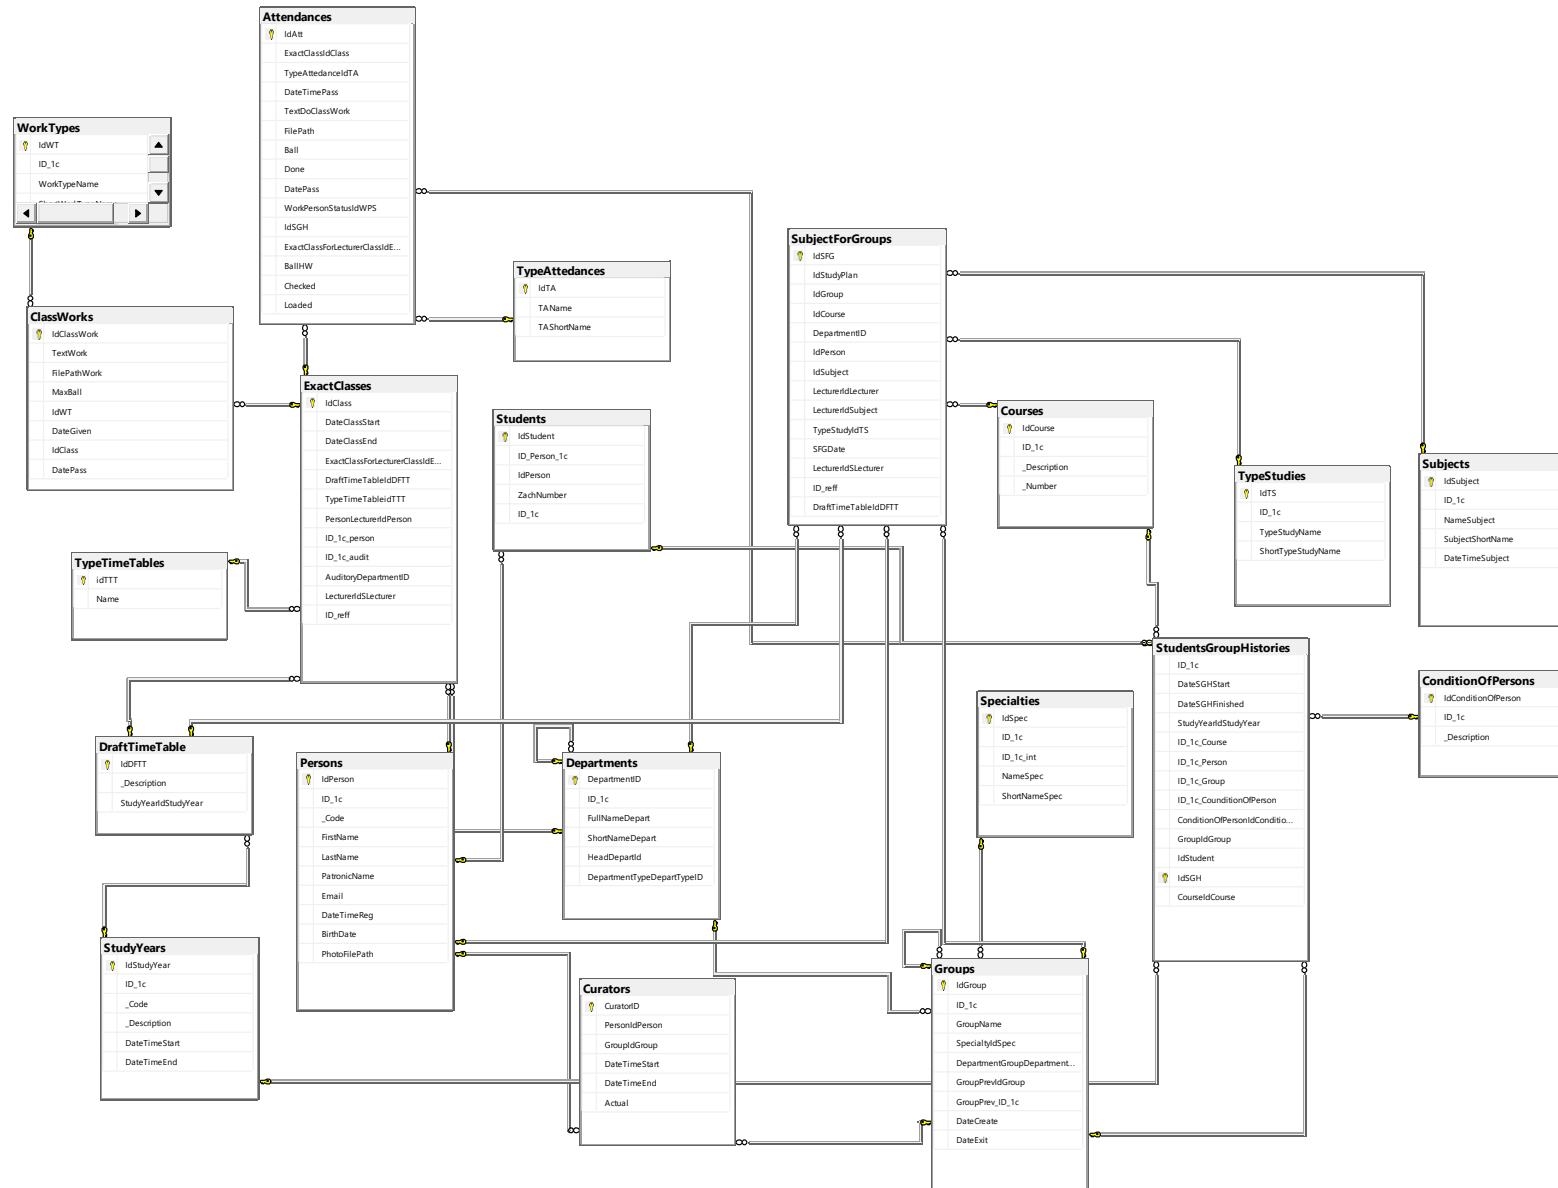 Attendances
IdAtt
ExactClassIdClass
TypeAttedanceIdTA
DateTimePass
TextDoClassWork
FilePath
Ball
Done
DatePass
WorkPersonStatusIdWPS
IdSGH
ExactClassForLecturerClassIdE...
BallHW
Checked
Loaded
WorkTypes
IdWT
ID_1c
WorkTypeName
TypeAttedances
IdTA
TAName
TAShortName
SubjectForGroups
IdSFG
IdStudyPlan
IdGroup
IdCourse
DepartmentID
IdPerson
IdSubject
LecturerIdLecturer
LecturerIdSubject
TypeStudyIdTS
SFGDate
LecturerIdSLecturer
ID_reff
DraftTimeTableIdDFTT
ClassWorks
IdClassWork
TextWork
FilePathWork
MaxBall
IdWT
DateGiven
IdClass
DatePass
ExactClasses
IdClass
DateClassStart
DateClassEnd
ExactClassForLecturerClassIdE...
DraftTimeTableIdDFTT
TypeTimeTableidTTT
PersonLecturerIdPerson
ID_1c_person
ID_1c_audit
AuditoryDepartmentID
LecturerIdSLecturer
ID_reff
Students
IdStudent
ID_Person_1c
IdPerson
ZachNumber
ID_1c
Courses
IdCourse
ID_1c
_Description
_Number
TypeStudies
IdTS
ID_1c
TypeStudyName
ShortTypeStudyName
Subjects
IdSubject
ID_1c
NameSubject
SubjectShortName
DateTimeSubject
TypeTimeTables
idTTT
Name
StudentsGroupHistories
ID_1c
DateSGHStart
DateSGHFinished
StudyYearIdStudyYear
ID_1c_Course
ID_1c_Person
ID_1c_Group
ID_1c_CounditionOfPerson
ConditionOfPersonIdConditio...
GroupIdGroup
IdStudent
IdSGH
CourseIdCourse
ConditionOfPersons
IdConditionOfPerson
ID_1c
_Description
Specialties
IdSpec
ID_1c
ID_1c_int
NameSpec
ShortNameSpec
DraftTimeTable
IdDFTT
_Description
StudyYearIdStudyYear
Persons
IdPerson
ID_1c
_Code
FirstName
LastName
PatronicName
Email
DateTimeReg
BirthDate
PhotoFilePath
Departments
DepartmentID
ID_1c
FullNameDepart
ShortNameDepart
HeadDepartId
DepartmentTypeDepartTypeID
StudyYears
IdStudyYear
ID_1c
_Code
_Description
DateTimeStart
DateTimeEnd
Curators
CuratorID
PersonIdPerson
GroupIdGroup
DateTimeStart
DateTimeEnd
Actual
Groups
IdGroup
ID_1c
GroupName
SpecialtyIdSpec
DepartmentGroupDepartment...
GroupPrevIdGroup
GroupPrev_ID_1c
DateCreate
DateExit